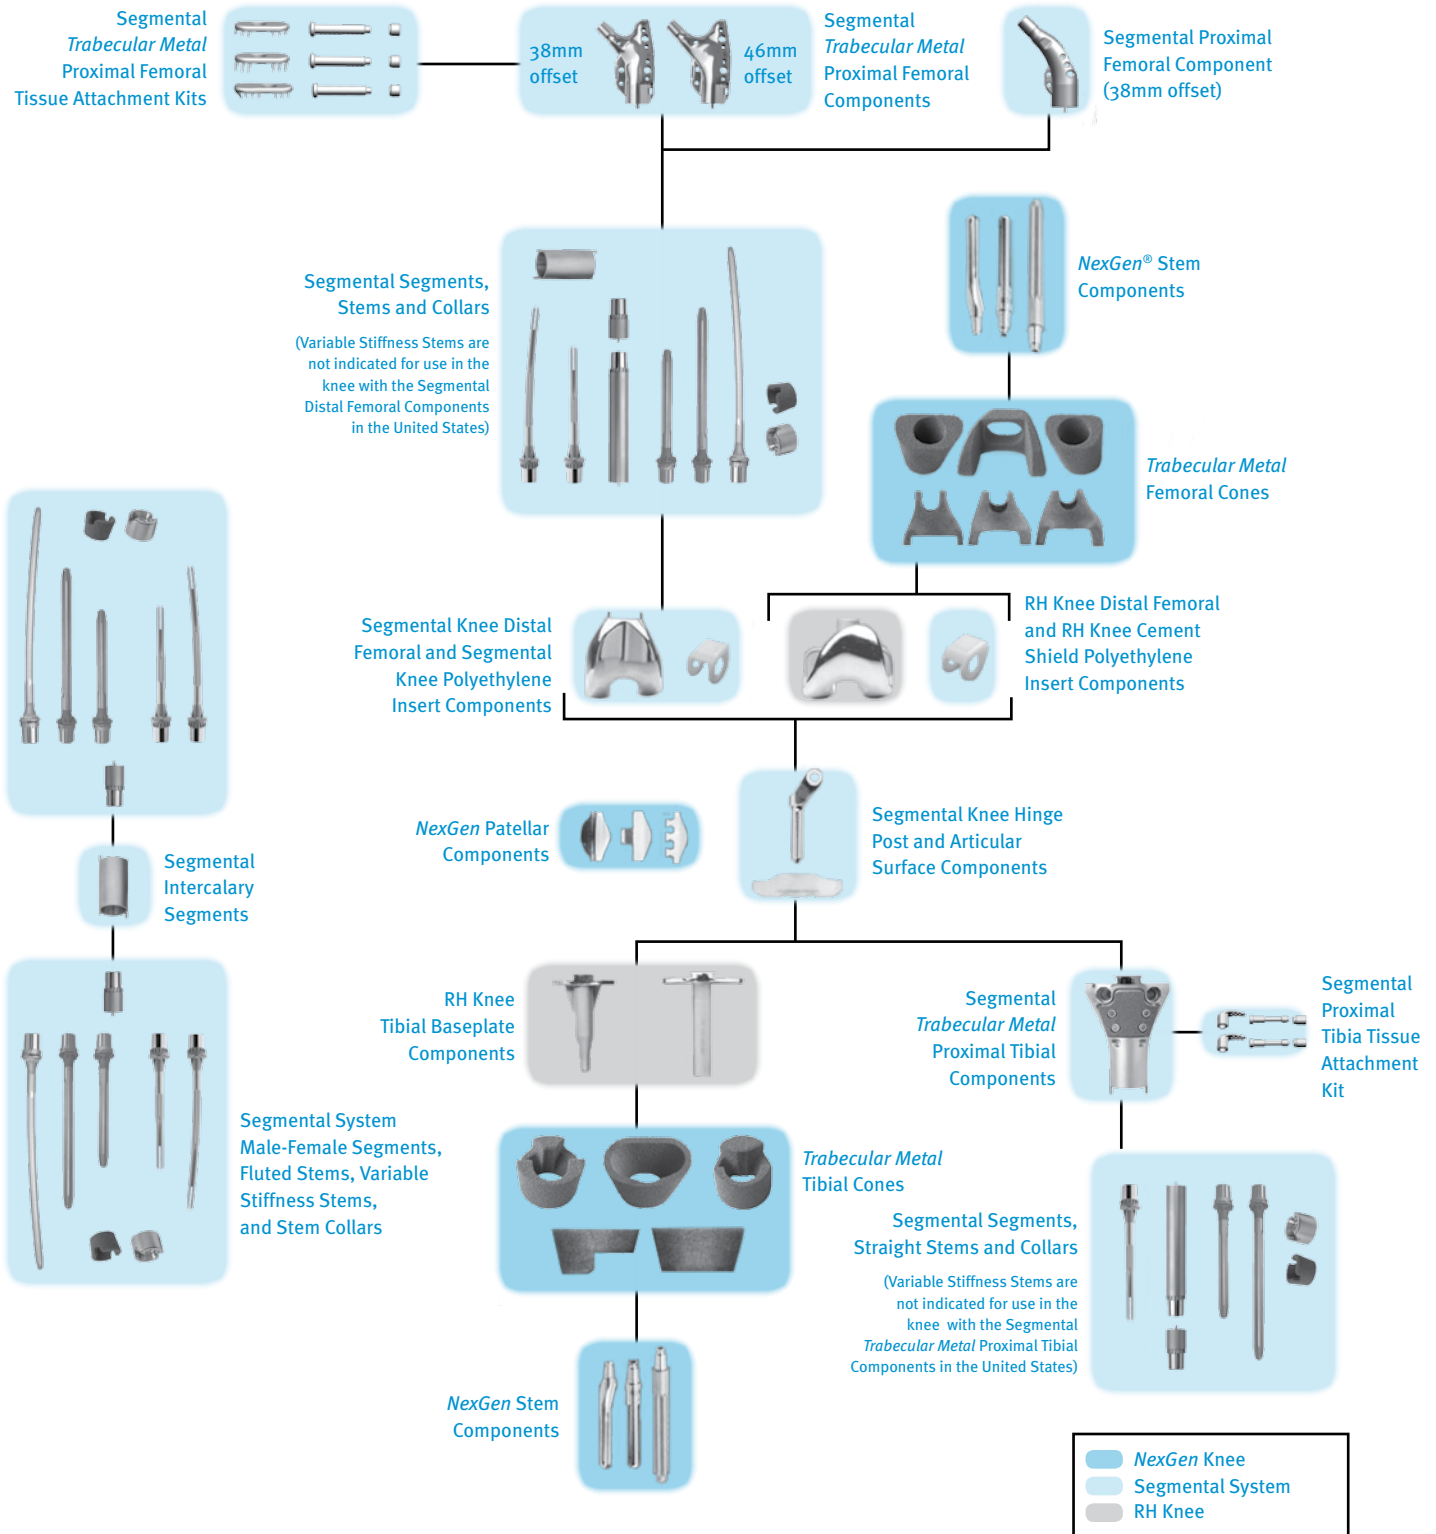 Segmental
Trabecular Metal
Proximal Femoral
Tissue Attachment Kits
38mm
offset
46mm
offset
Segmental
Trabecular Metal
Proximal Femoral
Components
Segmental Proximal
Femoral Component
(38mm offset)
Segmental Segments,
Stems and Collars
(Variable Stiffness Stems are
not indicated for use in the
knee with the Segmental
Distal Femoral Components
in the United States)
NexGen® Stem
Components
Trabecular Metal
Femoral Cones
Segmental Knee Distal
Femoral and Segmental
Knee Polyethylene
Insert Components
RH Knee Distal Femoral
and RH Knee Cement
Shield Polyethylene
Insert Components
NexGen Patellar
Components
Segmental Knee Hinge
Post and Articular
Surface Components
Segmental
Intercalary
Segments
RH Knee
Tibial Baseplate
Components
Segmental
Trabecular Metal
Proximal Tibial
Components
Segmental
Proximal
Tibia Tissue
Attachment
Kit
Segmental System
Male-Female Segments,
Fluted Stems, Variable
Stiffness Stems,
and Stem Collars
Trabecular Metal
Tibial Cones
Segmental Segments,
Straight Stems and Collars
(Variable Stiffness Stems are
not indicated for use in the
knee with the Segmental
Trabecular Metal Proximal Tibial
Components in the United States)
NexGen Stem
Components
NexGen Knee
Segmental System
RH Knee